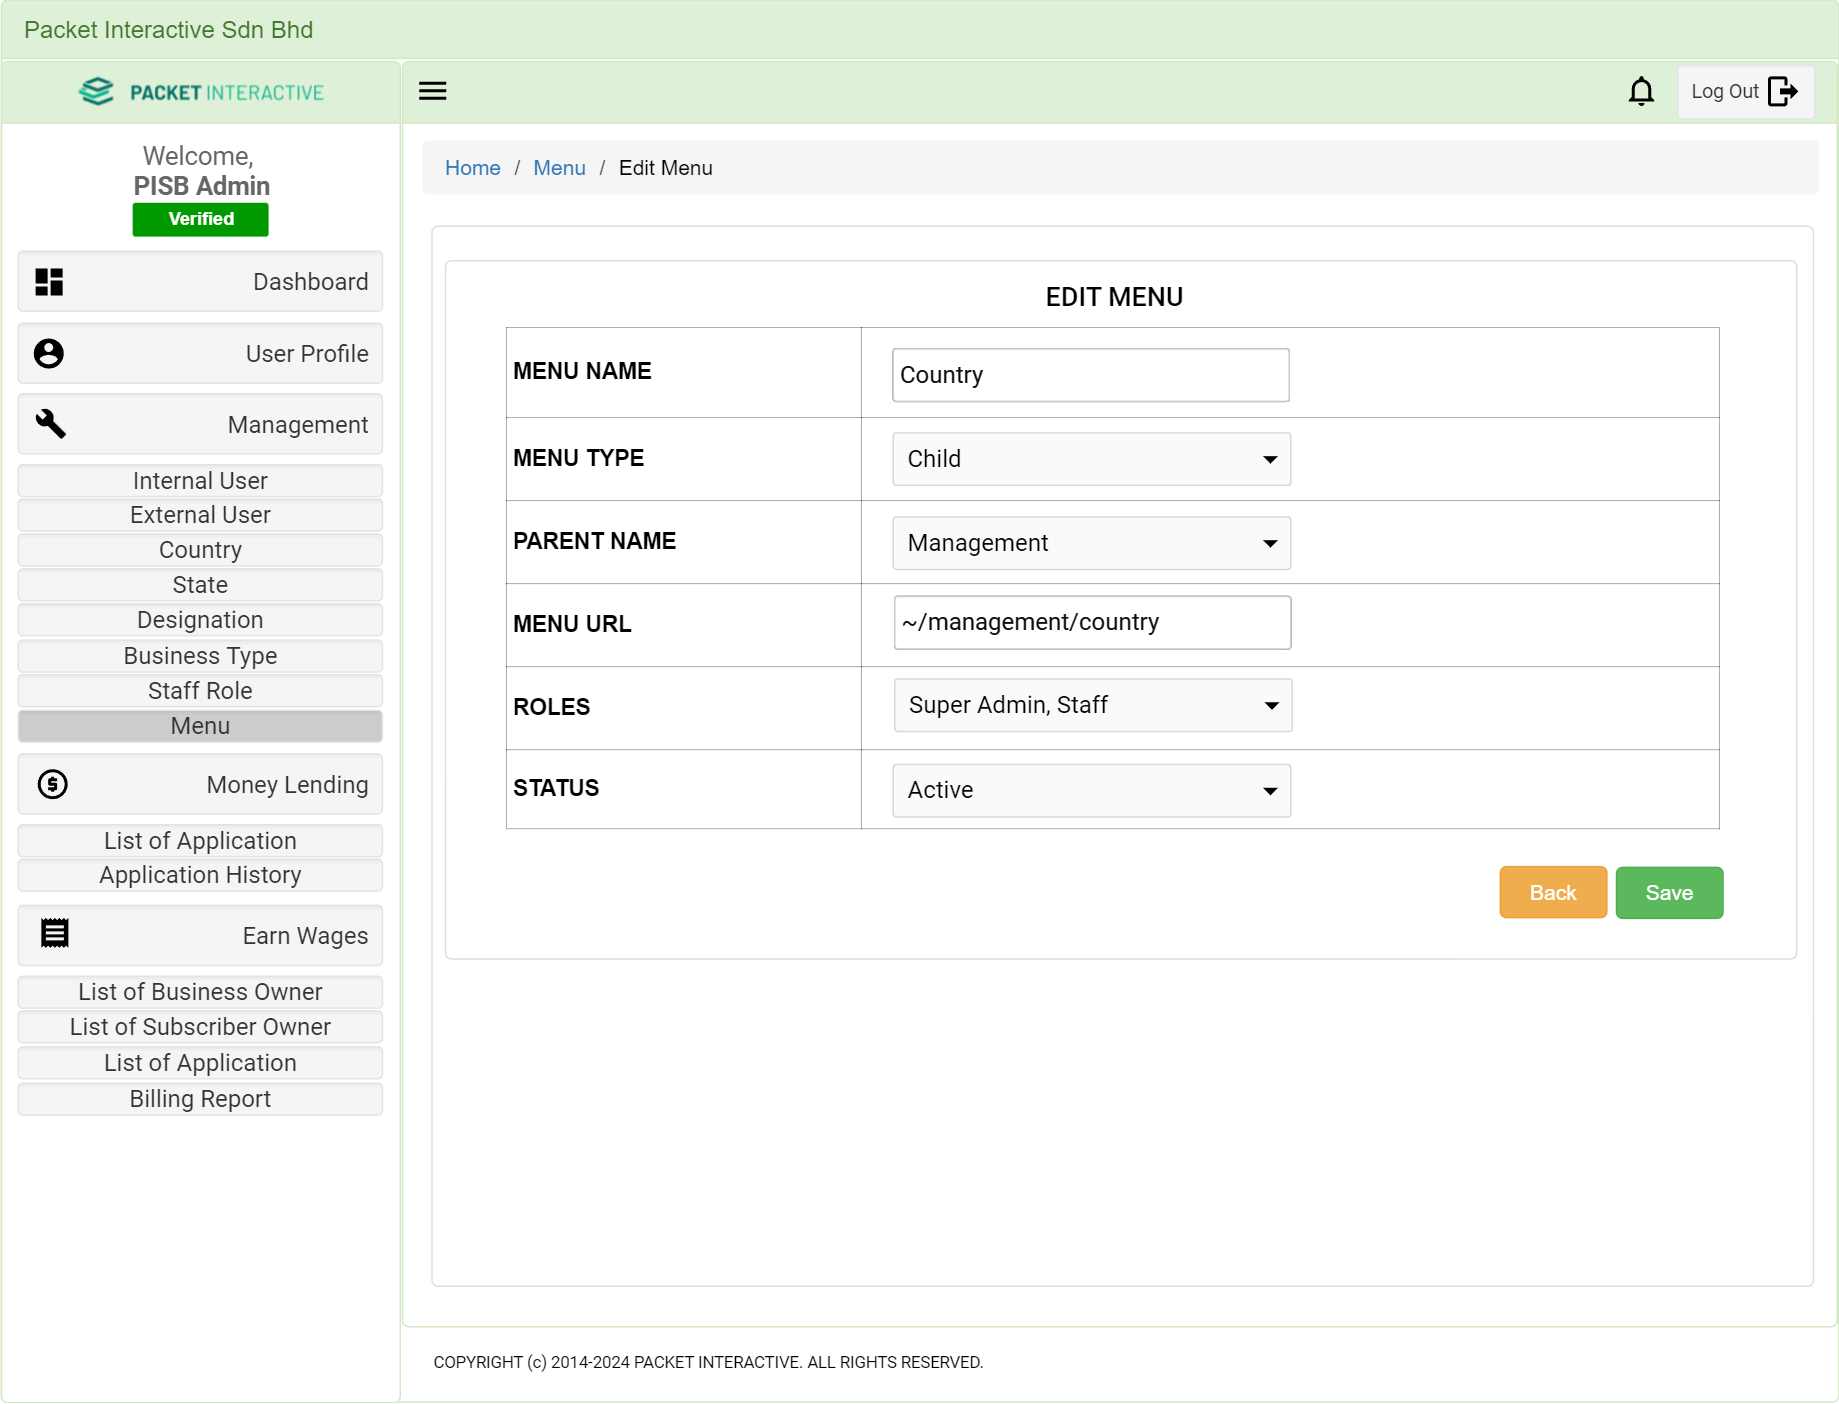 Packet Interactive Sdn Bhd
PACKET INTERACTIVE
Log Out
Welcome,
PISB Admin
Verified
Dashboard
User Profile
Management
Internal User
External User
Country
State
Designation
Business Type
Staff Role
Menu
Money Lending
List of Application
Application History
Earn Wages
List of Business Owner
List of Subscriber Owner
List of Application
Billing Report
Home / Menu / Edit Menu
EDIT MENU
MENU NAME Country
MENU TYPE Child
PARENT NAME Management
MENU URL ~/management/country
ROLES Super Admin, Staff
STATUS Active
Back Save
COPYRIGHT (c) 2014-2024 PACKET INTERACTIVE. ALL RIGHTS RESERVED.